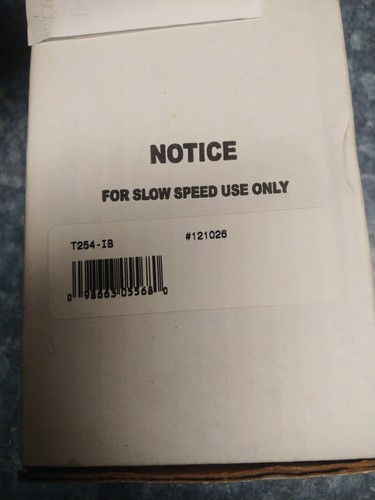 NOTICE
FOR SLOW SPEED USE ONLY
T254-IB #121026
0 98663 05568 0